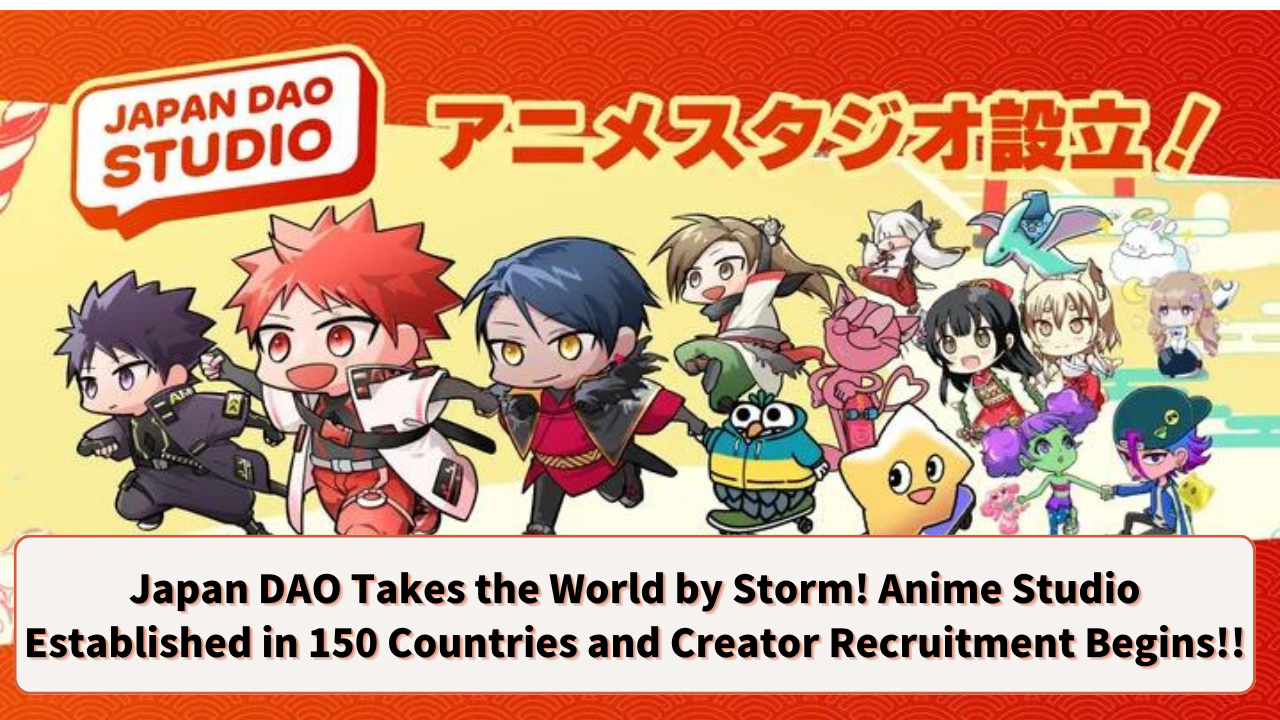 JAPAN DAO
STUDIO
アニメスタジオ設立！
Japan DAO Takes the World by Storm! Anime Studio
Established in 150 Countries and Creator Recruitment Begins!!